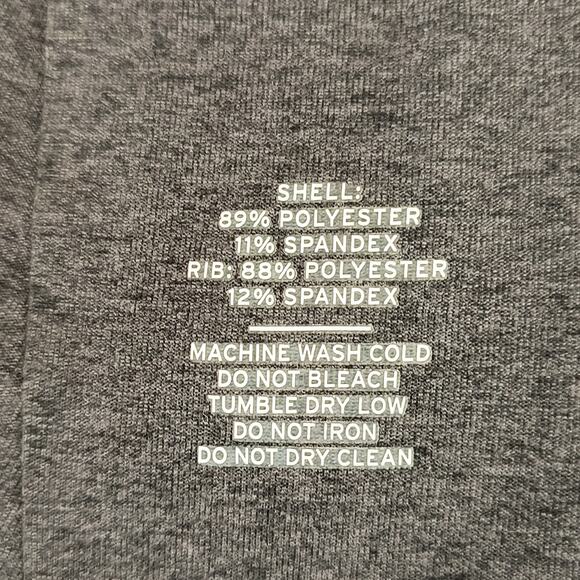 SHELL:
89% POLYESTER
11% SPANDEX
RIB: 88% POLYESTER
12% SPANDEX
MACHINE WASH COLD
DO NOT BLEACH
TUMBLE DRY LOW
DO NOT IRON
DO NOT DRY CLEAN